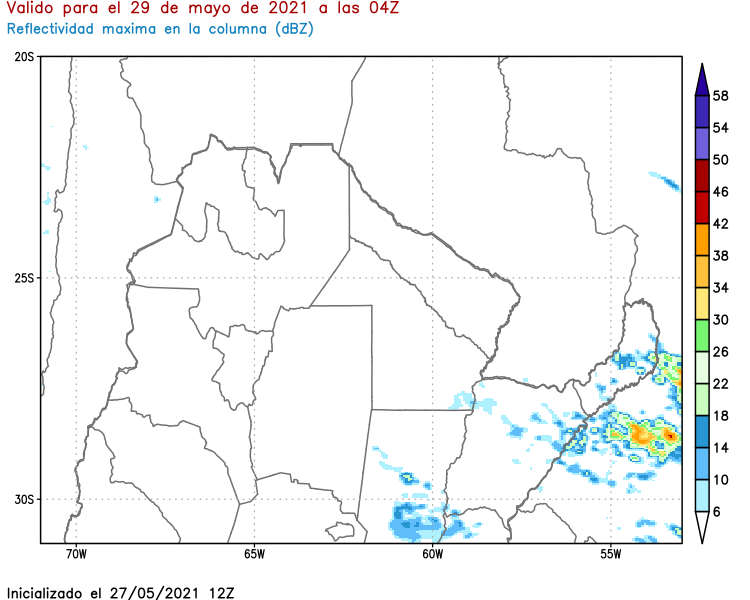 Valido para el 29 de mayo de 2021 a las 04Z
Reflectividad maxima en la columna (dBZ)
20S
25S
30S
70W
65W
60W
55W
58
54
50
46
42
38
34
30
26
22
18
14
10
6
Inicializado el 27/05/2021 12Z